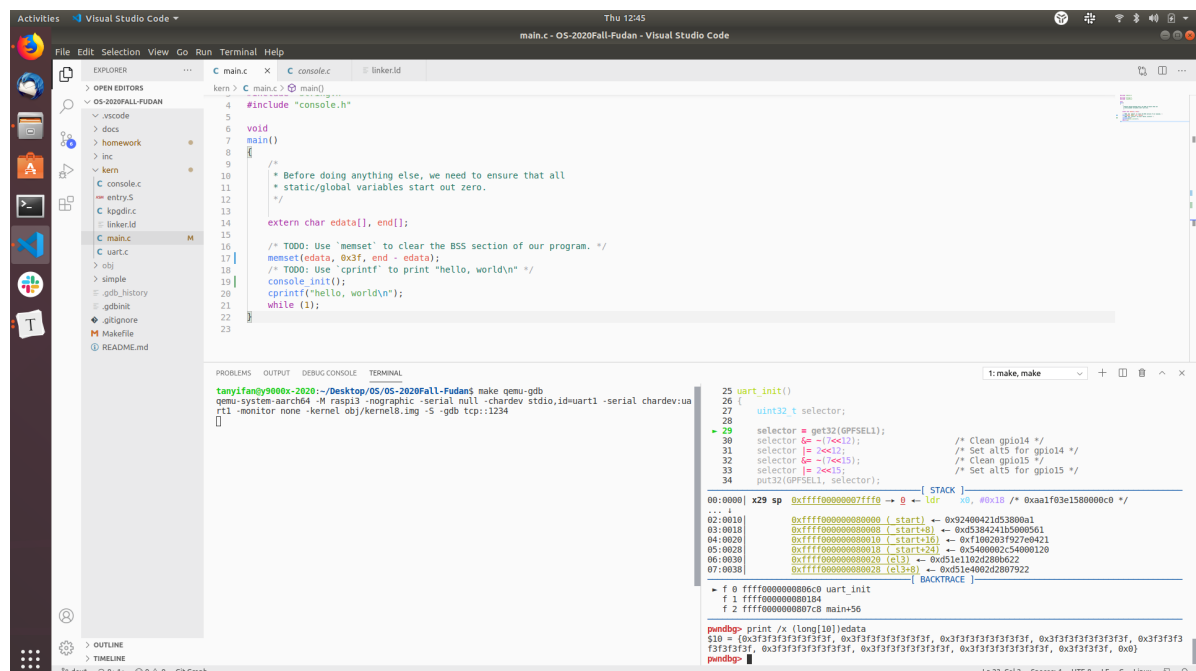 Activities
Visual Studio Code
Thu 12:45
main.c - OS-2020Fall-Fudan - Visual Studio Code
File Edit Selection View Go Run Terminal Help
EXPLORER
OPEN EDITORS
OS-2020FALL-FUDAN
.vscode
docs
homework
inc
kern
C console.c
entry.S
C kpgdir.c
linker.ld
C main.c M
C uart.c
obj
simple
.gdb_history
.gdbinit
.gitignore
M Makefile
README.md
OUTLINE
TIMELINE
C main.c
C console.c
linker.ld
kern > C main.c > main()
4 #include "console.h"
5
6 void
7 main()
8 {
9 /*
10 * Before doing anything else, we need to ensure that all
11 * static/global variables start out zero.
12 */
13
14 extern char edata[], end[];
15
16 /* TODO: Use `memset` to clear the BSS section of our program. */
17 memset(edata, 0x3f, end - edata);
18 /* TODO: Use `cprintf` to print "hello, world\n" */
19 console_init();
20 cprintf("hello, world\n");
21 while (1);
22 }
23
PROBLEMS OUTPUT DEBUG CONSOLE TERMINAL
1: make, make
tanyifan@y9000x-2020:~/Desktop/OS/OS-2020Fall-Fudan$ make qemu-gdb
qemu-system-aarch64 -M raspi3 -nographic -serial null -chardev stdio,id=uart1 -serial chardev:ua
rt1 -monitor none -kernel obj/kernel8.img -S -gdb tcp::1234
25 uart_init()
26 {
27 uint32_t selector;
28
► 29 selector = get32(GPFSEL1);
30 selector &= ~(7<<12); /* Clean gpio14 */
31 selector |= 2<<12; /* Set alt5 for gpio14 */
32 selector &= ~(7<<15); /* Clean gpio15 */
33 selector |= 2<<15; /* Set alt5 for gpio15 */
34 put32(GPFSEL1, selector);
[ STACK ]
00:0000│ x29 sp 0xffff00000007fff0 —▸ 0 ◂— ldr x0, #0x18 /* 0xaa1f03e1580000c0 */
... ↓
02:0010│ 0xffff000000080000 (_start) ◂— 0x92400421d53800a1
03:0018│ 0xffff000000080008 (_start+8) ◂— 0xd5384241b5000561
04:0020│ 0xffff000000080010 (_start+16) ◂— 0xf100203f927e0421
05:0028│ 0xffff000000080018 (_start+24) ◂— 0x5400002c54000120
06:0030│ 0xffff000000080020 (el3) ◂— 0xd51e1102d280b622
07:0038│ 0xffff000000080028 (el3+8) ◂— 0xd51e4002d2807922
[ BACKTRACE ]
► f 0 ffff0000000806c0 uart_init
f 1 ffff000000080184
f 2 ffff0000000807c8 main+56
pwndbg> print /x (long[10])edata
$10 = {0x3f3f3f3f3f3f3f3f, 0x3f3f3f3f3f3f3f3f, 0x3f3f3f3f3f3f3f3f, 0x3f3f3f3f3f3f3f3f, 0x3f3f3f3
f3f3f3f3f, 0x3f3f3f3f3f3f3f3f, 0x3f3f3f3f3f3f3f3f, 0x3f3f3f3f3f3f3f3f, 0x3f3f3f3f3f3f3f3f, 0x0}
pwndbg>